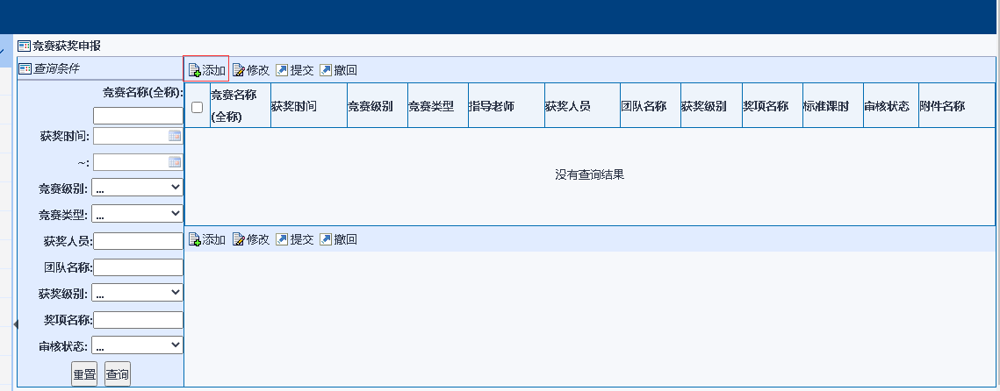 竞赛获奖申报
查询条件
竞赛名称(全称):
获奖时间:
~:
竞赛级别: ...
竞赛类型: ...
获奖人员:
团队名称:
获奖级别: ...
奖项名称:
审核状态: ...
重置 查询
添加 修改 提交 撤回
竞赛名称
(全称)
获奖时间 竞赛级别 竞赛类型 指导老师 获奖人员 团队名称 获奖级别 奖项名称 标准课时 审核状态 附件名称
没有查询结果
添加 修改 提交 撤回